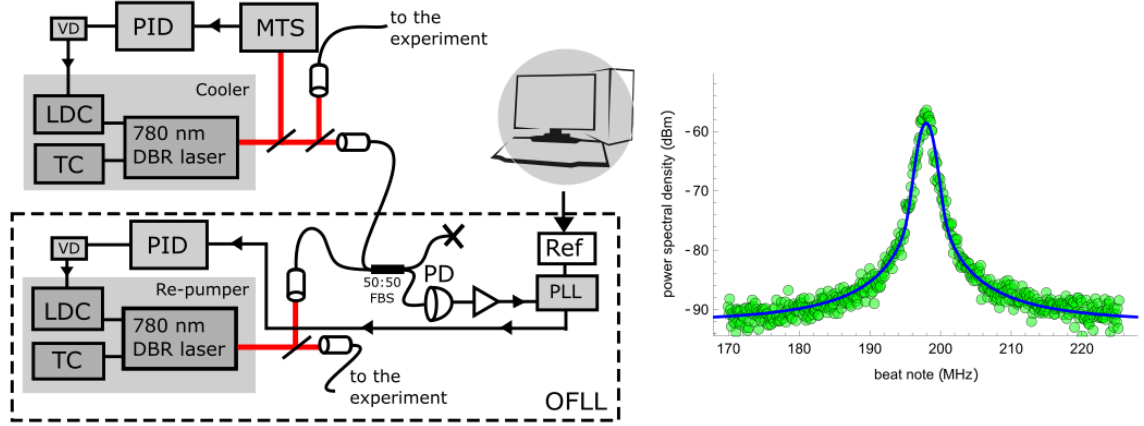 VD
PID
MTS
to the
experiment
Cooler
LDC
780 nm
DBR laser
TC
VD
PID
Re-pumper
LDC
780 nm
DBR laser
TC
50:50
FBS
PD
Ref
PLL
to the
experiment
OFLL
power spectral density (dBm)
-60
-70
-80
-90
170 180 190 200 210 220
beat note (MHz)